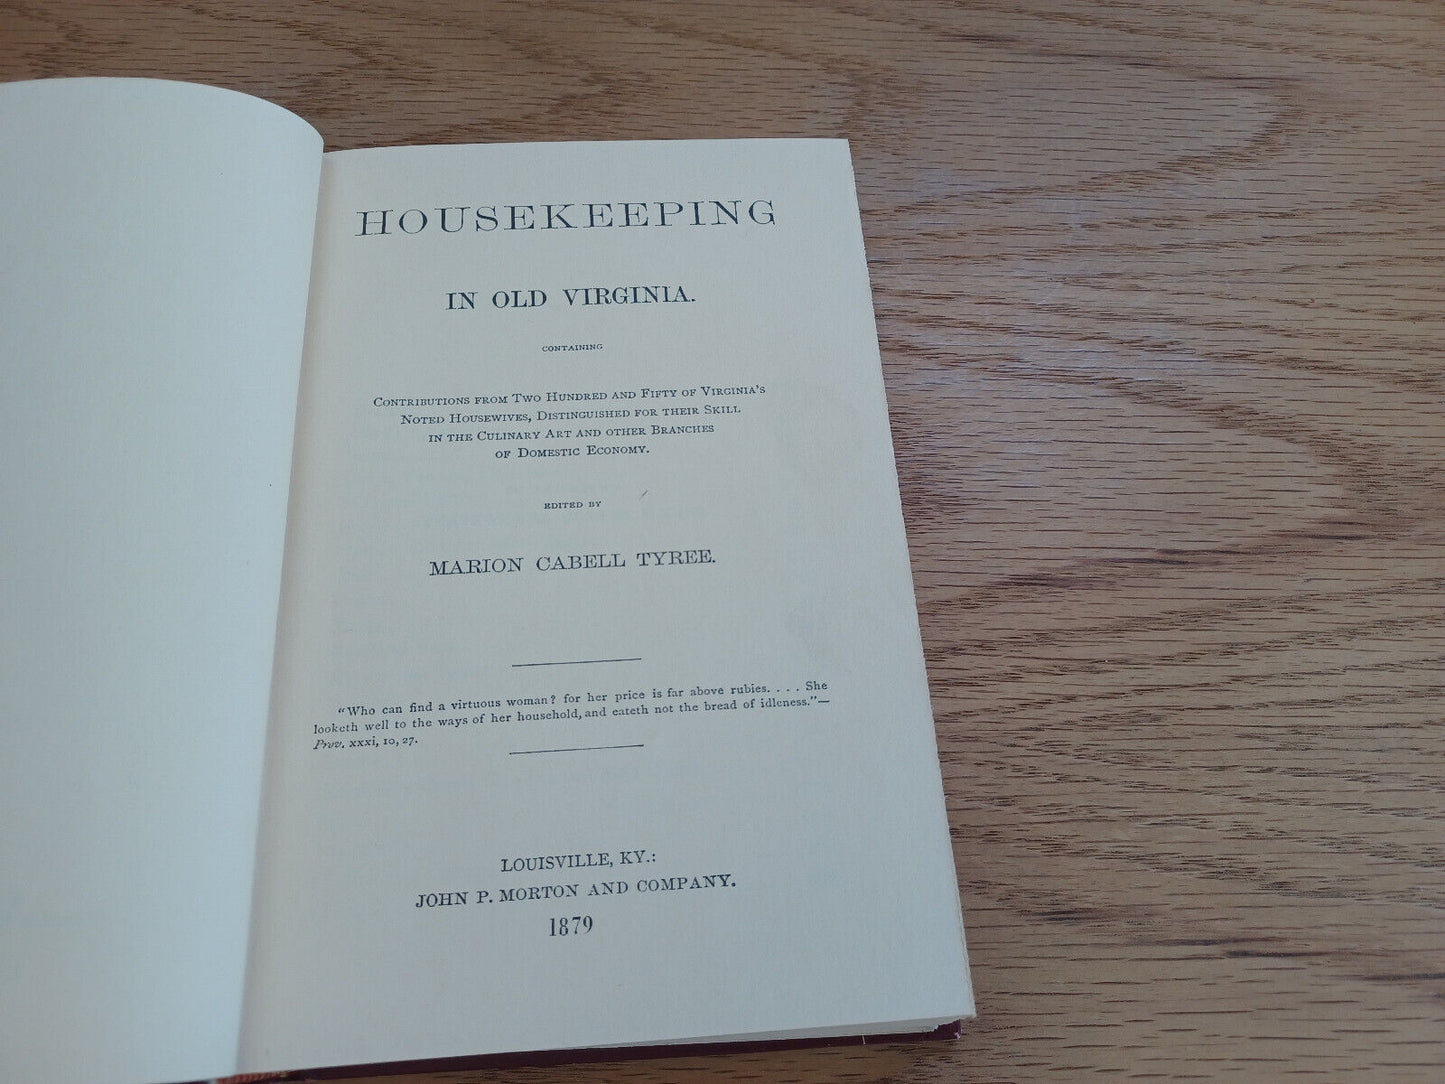 HOUSEKEEPING
IN OLD VIRGINIA.
CONTAINING
CONTRIBUTIONS FROM TWO HUNDRED AND FIFTY OF VIRGINIA'S
NOTED HOUSEWIVES, DISTINGUISHED FOR THEIR SKILL
IN THE CULINARY ART AND OTHER BRANCHES
OF DOMESTIC ECONOMY.
EDITED BY
MARION CABELL TYREE.
"Who can find a virtuous woman? for her price is far above rubies. . . . She
looketh well to the ways of her household, and eateth not the bread of idleness."—
Prov. xxxi, 10, 27.
LOUISVILLE, KY.:
JOHN P. MORTON AND COMPANY.
1879